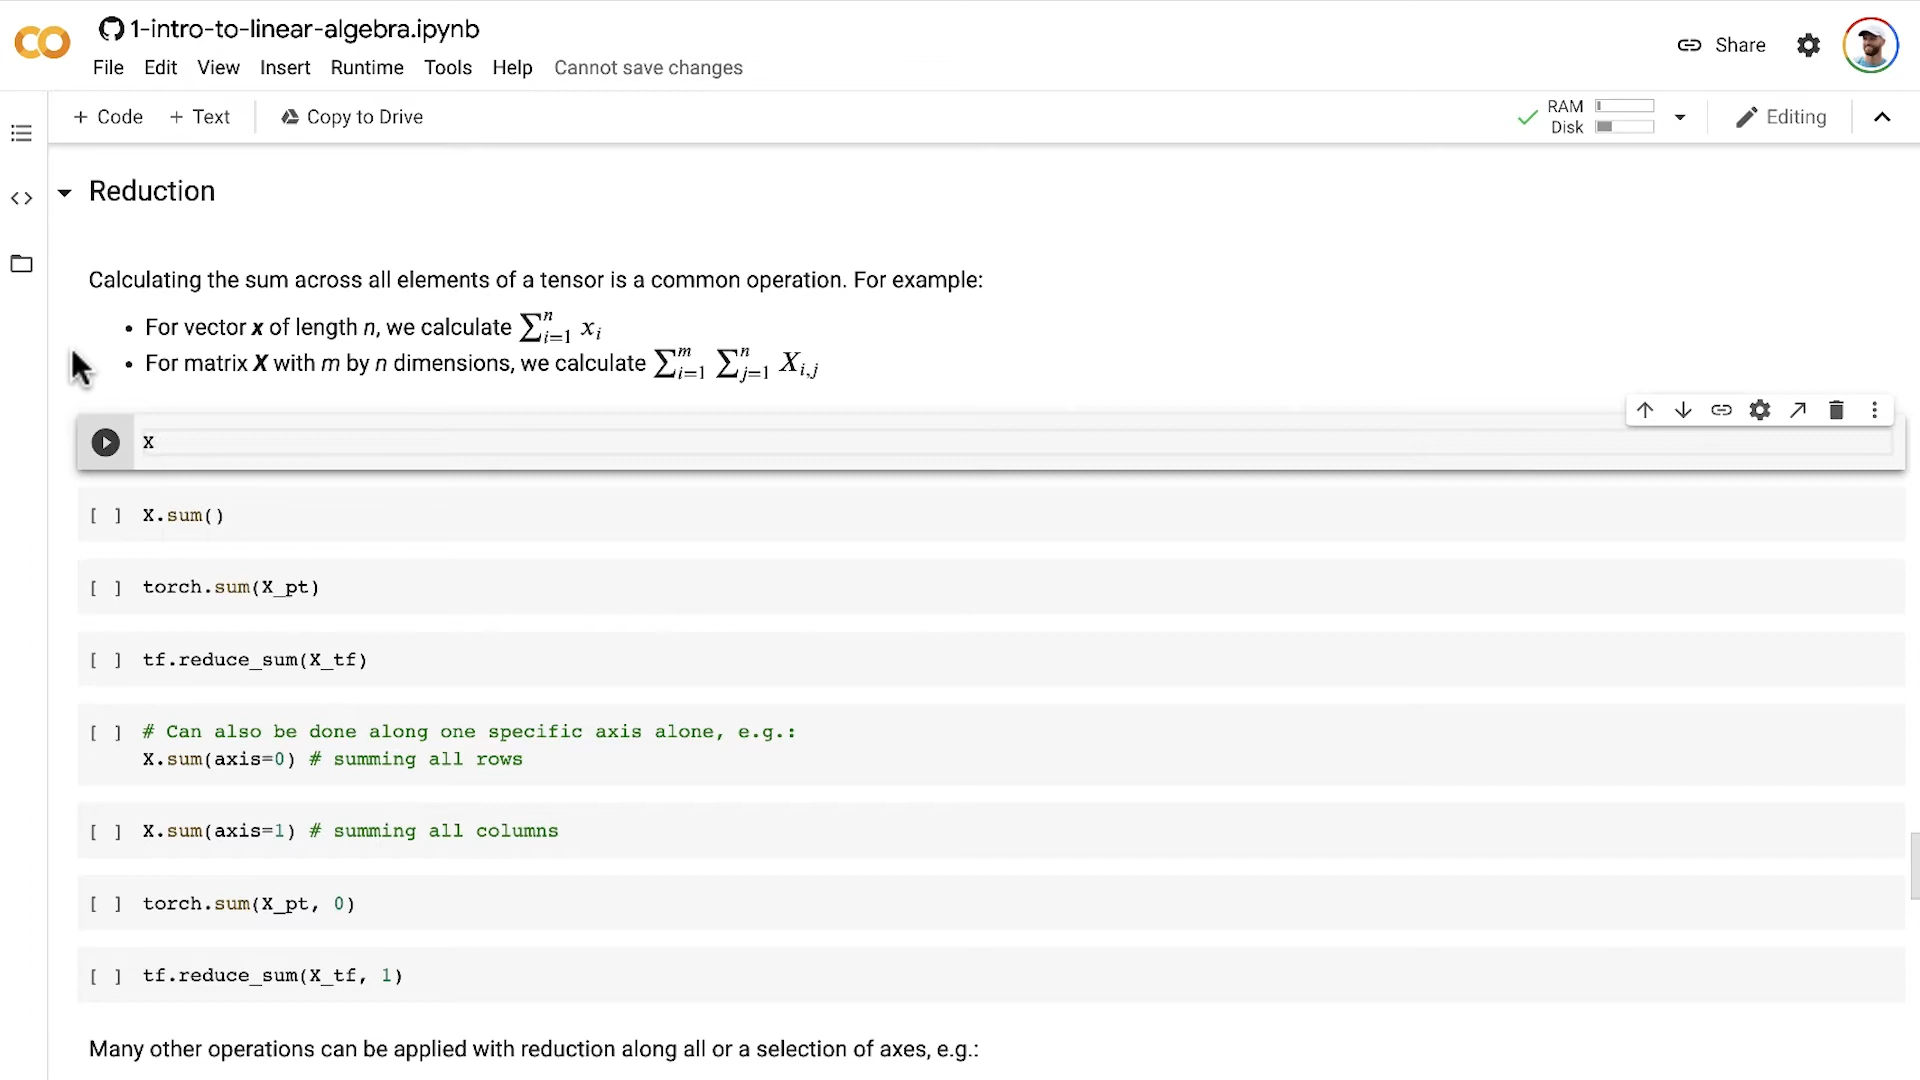 1-intro-to-linear-algebra.ipynb
File Edit View Insert Runtime Tools Help Cannot save changes
Share
+ Code + Text Copy to Drive
RAM
Disk
Editing
Reduction
Calculating the sum across all elements of a tensor is a common operation. For example:
• For vector x of length n, we calculate ∑_{i=1}^{n} x_i
• For matrix X with m by n dimensions, we calculate ∑_{i=1}^{m} ∑_{j=1}^{n} X_{i,j}
X
[ ] X.sum()
[ ] torch.sum(X_pt)
[ ] tf.reduce_sum(X_tf)
[ ] # Can also be done along one specific axis alone, e.g.:
X.sum(axis=0) # summing all rows
[ ] X.sum(axis=1) # summing all columns
[ ] torch.sum(X_pt, 0)
[ ] tf.reduce_sum(X_tf, 1)
Many other operations can be applied with reduction along all or a selection of axes, e.g.: